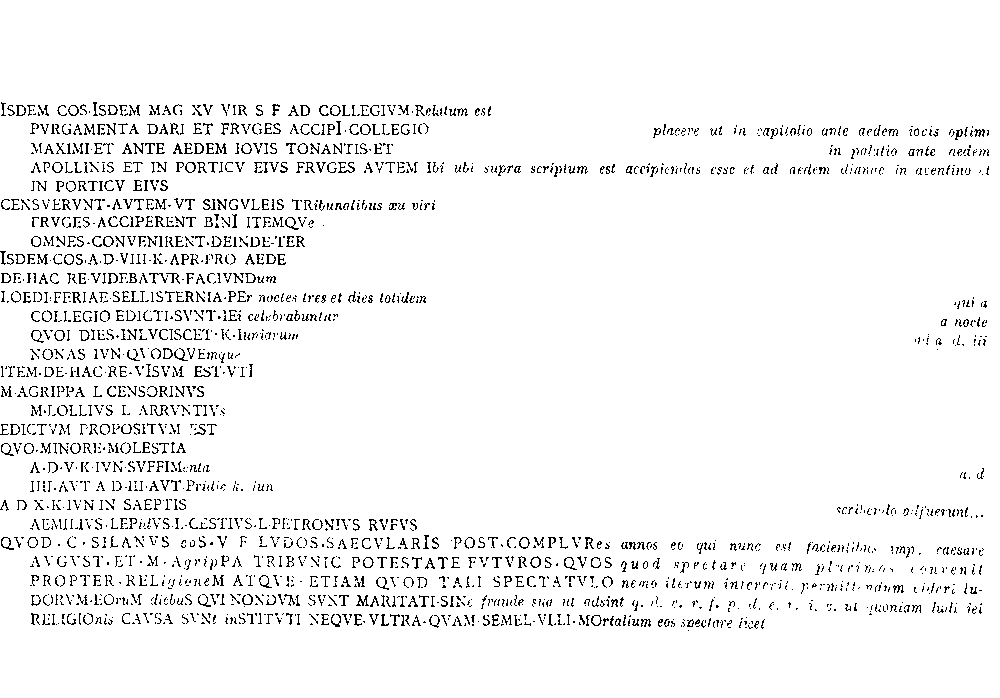 ISDEM COS·ISDEM MAG XV VIR S F AD COLLEGIVM·Relatum est
PVRGAMENTA DARI ET FRVGES ACCIPI·COLLEGIO placere ut in capitolio ante aedem iovis optimi
MAXIMI·ET ANTE AEDEM IOVIS TONANTIS·ET in palatio ante aedem
APOLLINIS ET IN PORTICV EIVS FRVGES AVTEM Ibi ubi supra scriptum est accipiendas esse et ad aedem dianae in aventino et
IN PORTICV EIVS
CENSVERVNT·AVTEM·VT SINGVLEIS TRibunalibus xu viri
FRVGES·ACCIPERENT BINI ITEMQVe
OMNES·CONVENIRENT·DEINDE·TER
ISDEM·COS·A·D·VIII·K·APR·PRO AEDE
DE·HAC RE·VIDEBATVR·FACIVNDum
LOEDI·FERIAE·SELLISTERNIA·PEr noctes tres et dies totidem qui a
COLLEGIO EDICTI·SVNT·IEi celebrabuntur a nocte
QVOI DIES·INLVCISCET·K·Iuniarum ad a. d. iii
NONAS IVN·QVODQVEmque
ITEM·DE·HAC·RE·VISVM EST·VTI
M·AGRIPPA L CENSORINVS
M·LOLLIVS L ARRVNTIVs
EDICTVM PROPOSITVM EST
QVO·MINORE·MOLESTIA
A·D·V·K·IVN·SVFFIMenta a. d
IIII·AVT A D·III·AVT·Pridie k. iun
A D X·K·IVN IN SAEPTIS scribendo adfuerunt...
AEMILIVS·LEPidVS·L·CESTIVS·L·PETRONIVS RVFVS
QVOD·C·SILANVS coS·V F LVDOS·SAECVLARIS POST·COMPLVRes annos eo qui nunc est facientibus imp. caesare
AVGVST·ET·M·AgripPA TRIBVNIC POTESTATE FVTVROS·QVOS quod spectare quam plurimos convenit
PROPTER·RELigioneM ATQVE·ETIAM QVOD TALI SPECTATVLO nemo iterum intererit permittendum videri lu-
DORVM·EOruM diebuS QVI NONDVM SVNT MARITATI·SINe fraude sua ut adsint q. d. e. r. f. p. d. e. r. i. c. ut quoniam ludi iei
RELIGIOnis CAVSA SVNt inSTITVTI NEQVE·VLTRA·QVAM·SEMEL·VLLI·MOrtalium eos spectare licet